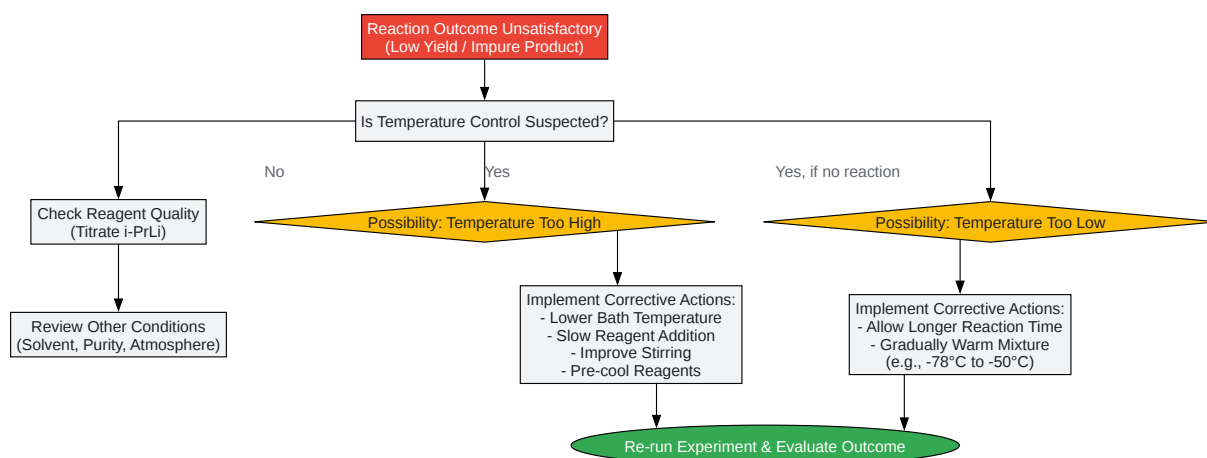 Reaction Outcome Unsatisfactory
(Low Yield / Impure Product)
Is Temperature Control Suspected?
No
Yes
Yes, if no reaction
Check Reagent Quality
(Titrate i-PrLi)
Possibility: Temperature Too High
Possibility: Temperature Too Low
Review Other Conditions
(Solvent, Purity, Atmosphere)
Implement Corrective Actions:
- Lower Bath Temperature
- Slow Reagent Addition
- Improve Stirring
- Pre-cool Reagents
Implement Corrective Actions:
- Allow Longer Reaction Time
- Gradually Warm Mixture
(e.g., -78°C to -50°C)
Re-run Experiment & Evaluate Outcome